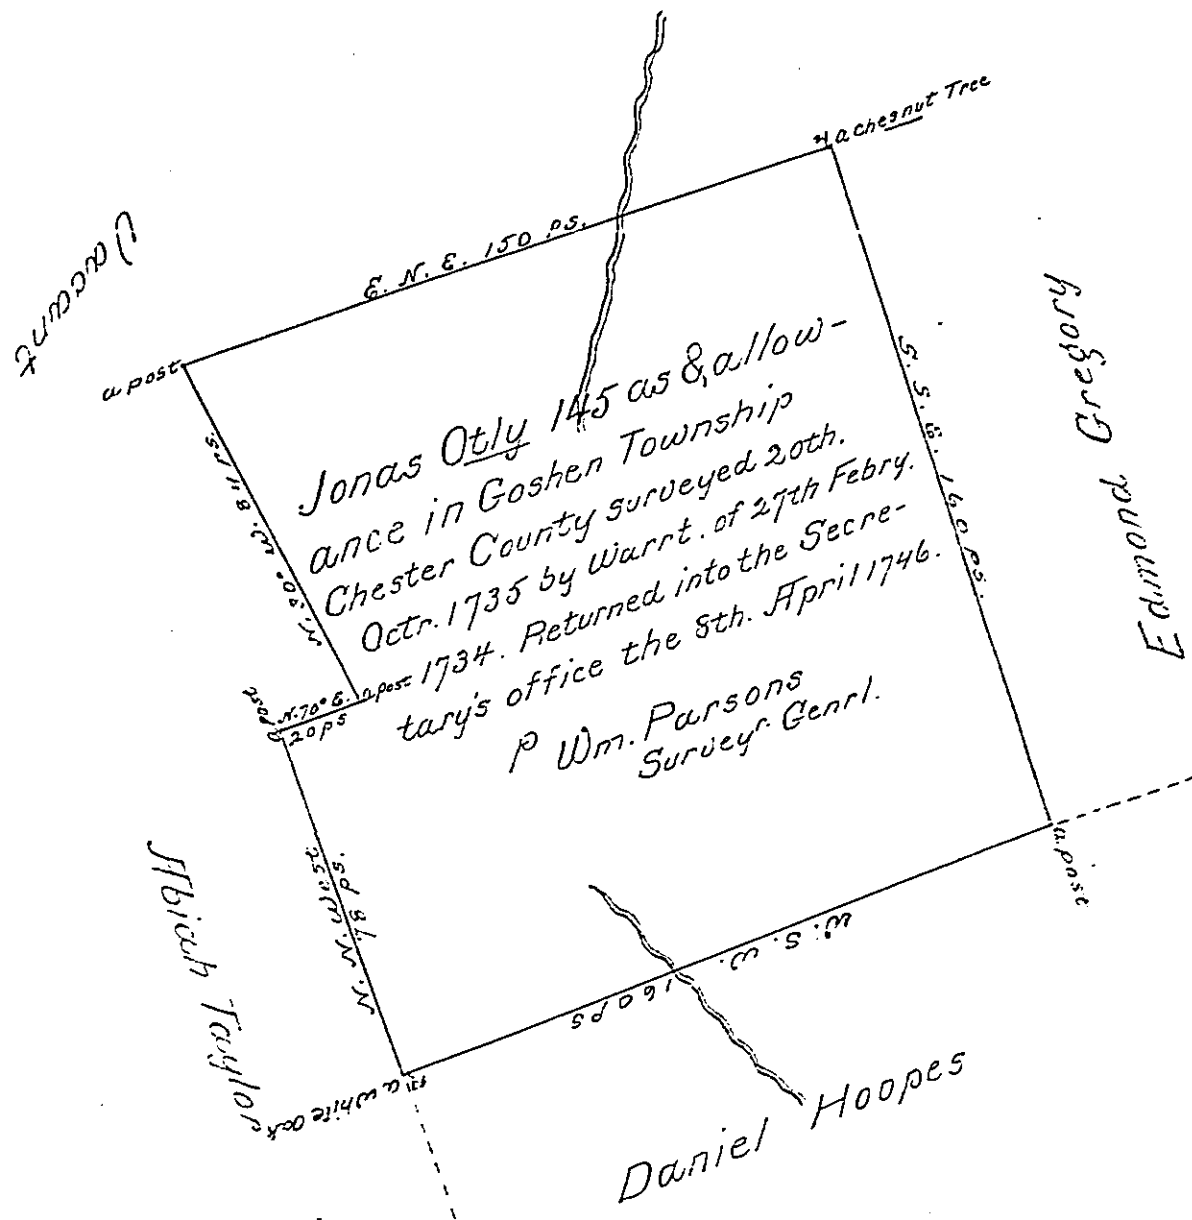 a Chesnut Tree
Vacant
E. N. E. 150 ps.
a post
Edmond Gregory
S. S. E. 160 ps.
N. 30° W. 84 Ps.
Jonas Otly 145 as & allow-
ance in Goshen Township
Chester County surveyed 20th.
Octr. 1735 by Warrt. of 27th Febry.
1734. Returned into the Secre-
tary's office the 8th. April 1746.
P Wm. Parsons
Surveyr. Genrl.
a post
N. 70° E.
20 ps
post
a post
Abiah Taylor
N. N. West
78 ps.
W. S. W.
160 PS
a white oak
Daniel Hoopes